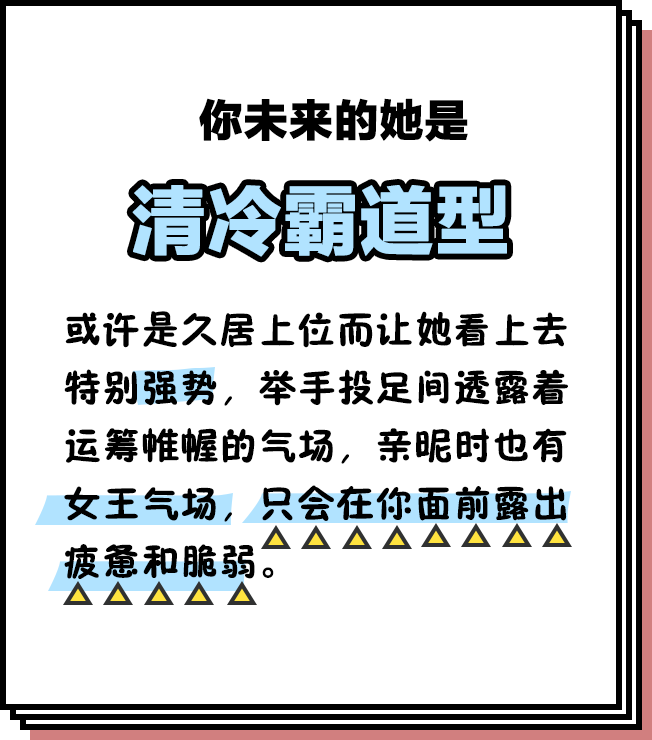 你未来的她是
清冷霸道型
或许是久居上位而让她看上去
特别强势，举手投足间透露着
运筹帷幄的气场，亲昵时也有
女王气场，只会在你面前露出
疲惫和脆弱。